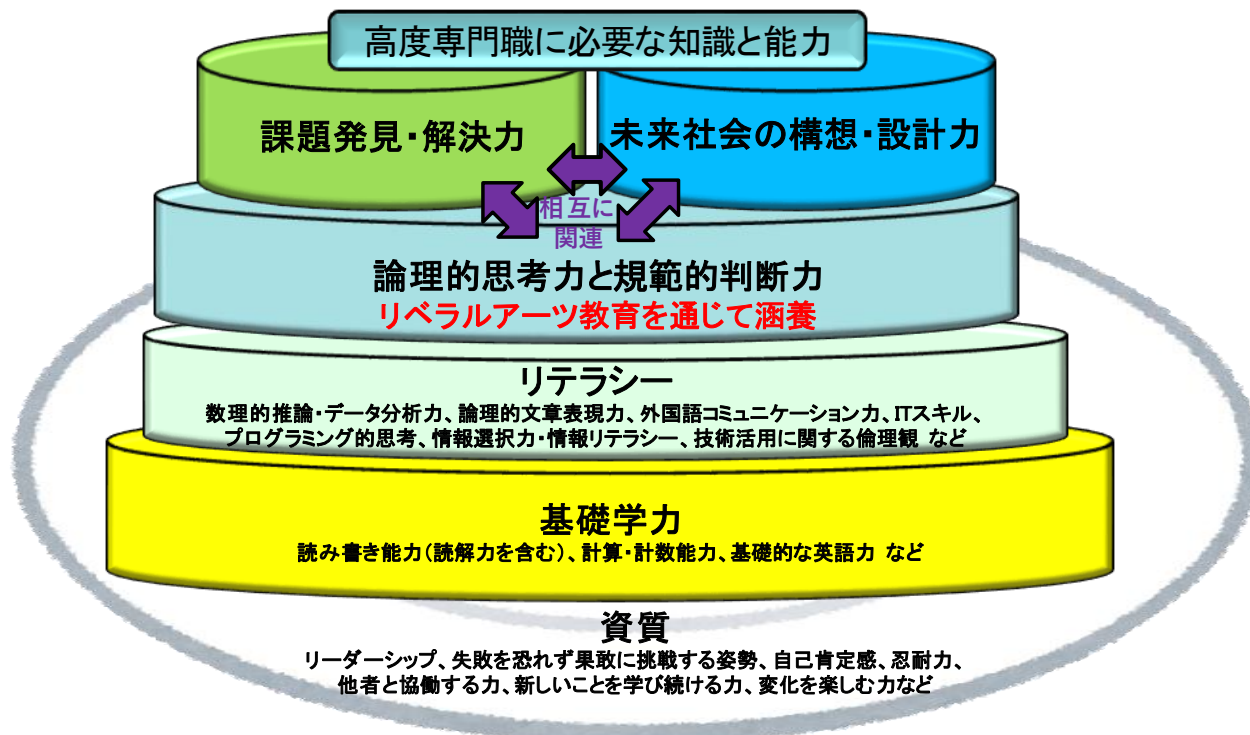 高度専門職に必要な知識と能力
課題発見・解決力
未来社会の構想・設計力
相互に
関連
論理的思考力と規範的判断力
リベラルアーツ教育を通じて涵養
リテラシー
数理的推論・データ分析力、論理的文章表現力、外国語コミュニケーション力、ITスキル、
プログラミング的思考、情報選択力・情報リテラシー、技術活用に関する倫理観 など
基礎学力
読み書き能力（読解力を含む）、計算・計数能力、基礎的な英語力 など
資質
リーダーシップ、失敗を恐れず果敢に挑戦する姿勢、自己肯定感、忍耐力、
他者と協働する力、新しいことを学び続ける力、変化を楽しむ力など